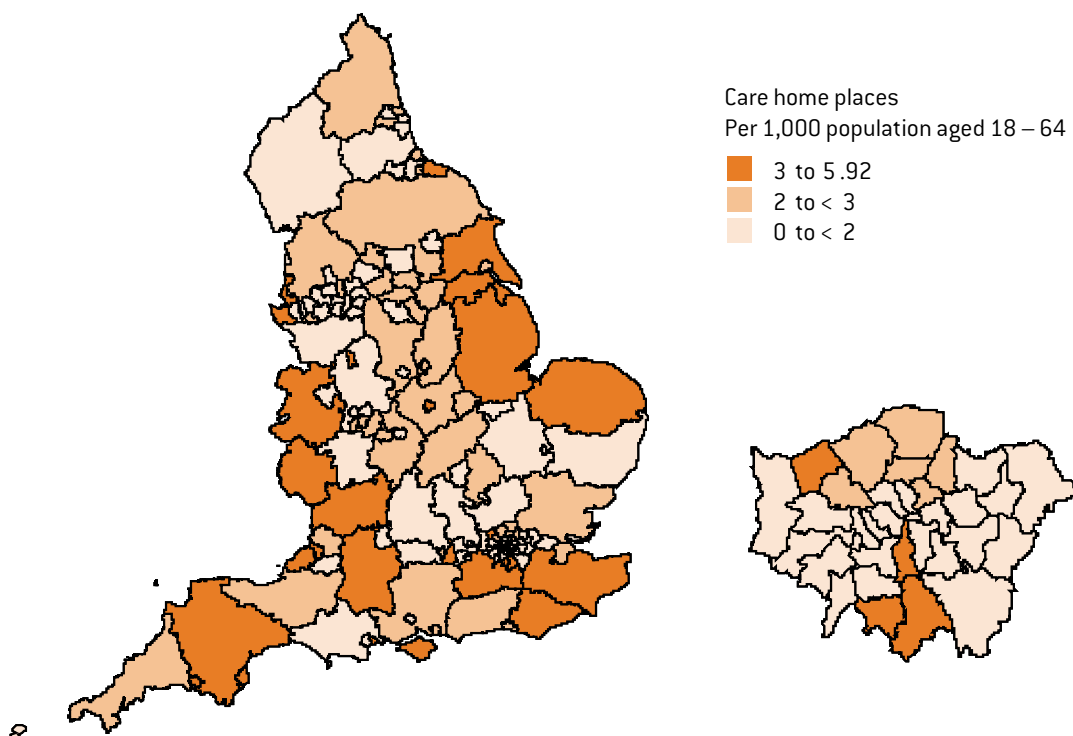 Care home places
Per 1,000 population aged 18 – 64
3 to 5.92
2 to < 3
0 to < 2